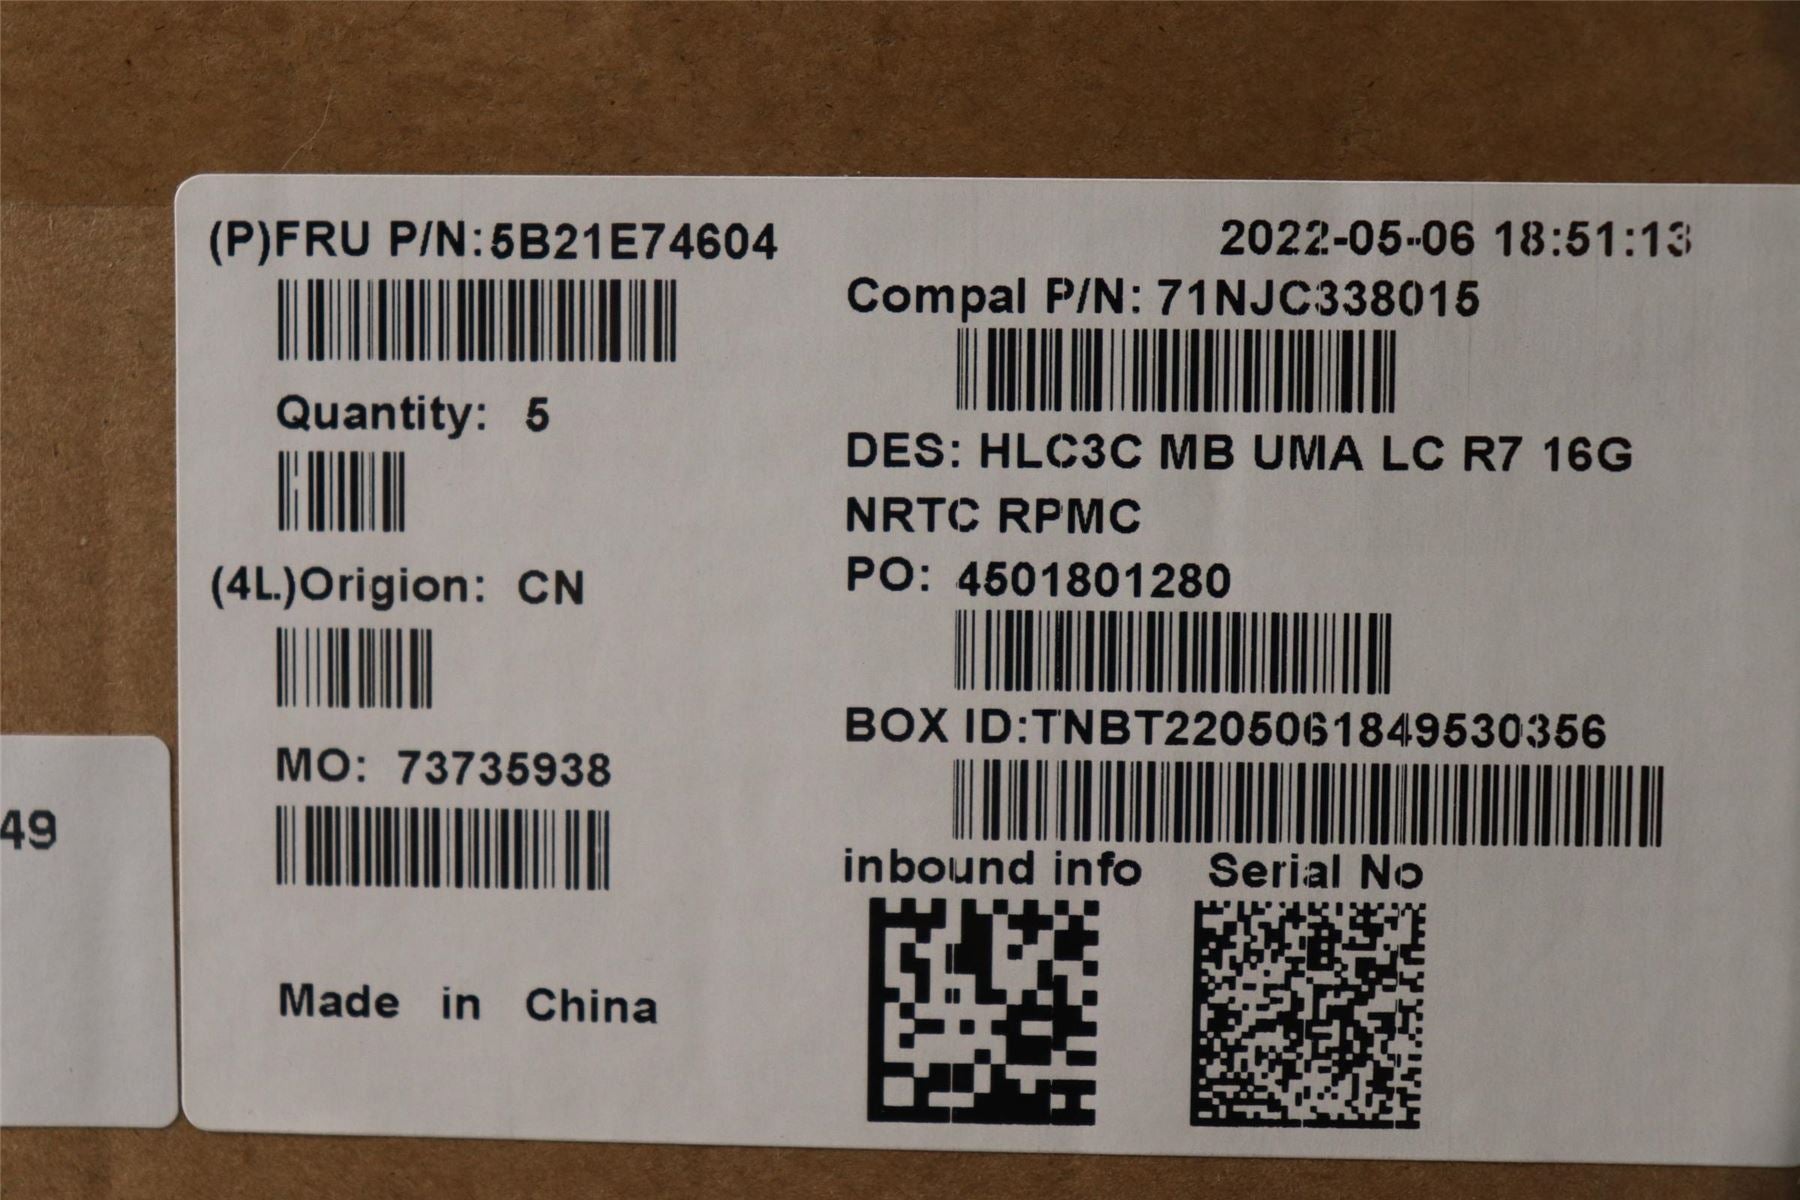 (P)FRU P/N:5B21E74604
2022-05-06 18:51:13
Compal P/N: 71NJC338015
Quantity: 5
DES: HLC3C MB UMA LC R7 16G
NRTC RPMC
(4L)Origion: CN
PO: 4501801280
BOX ID:TNBT2205061849530356
MO: 73735938
49
inbound info
Serial No
Made in China